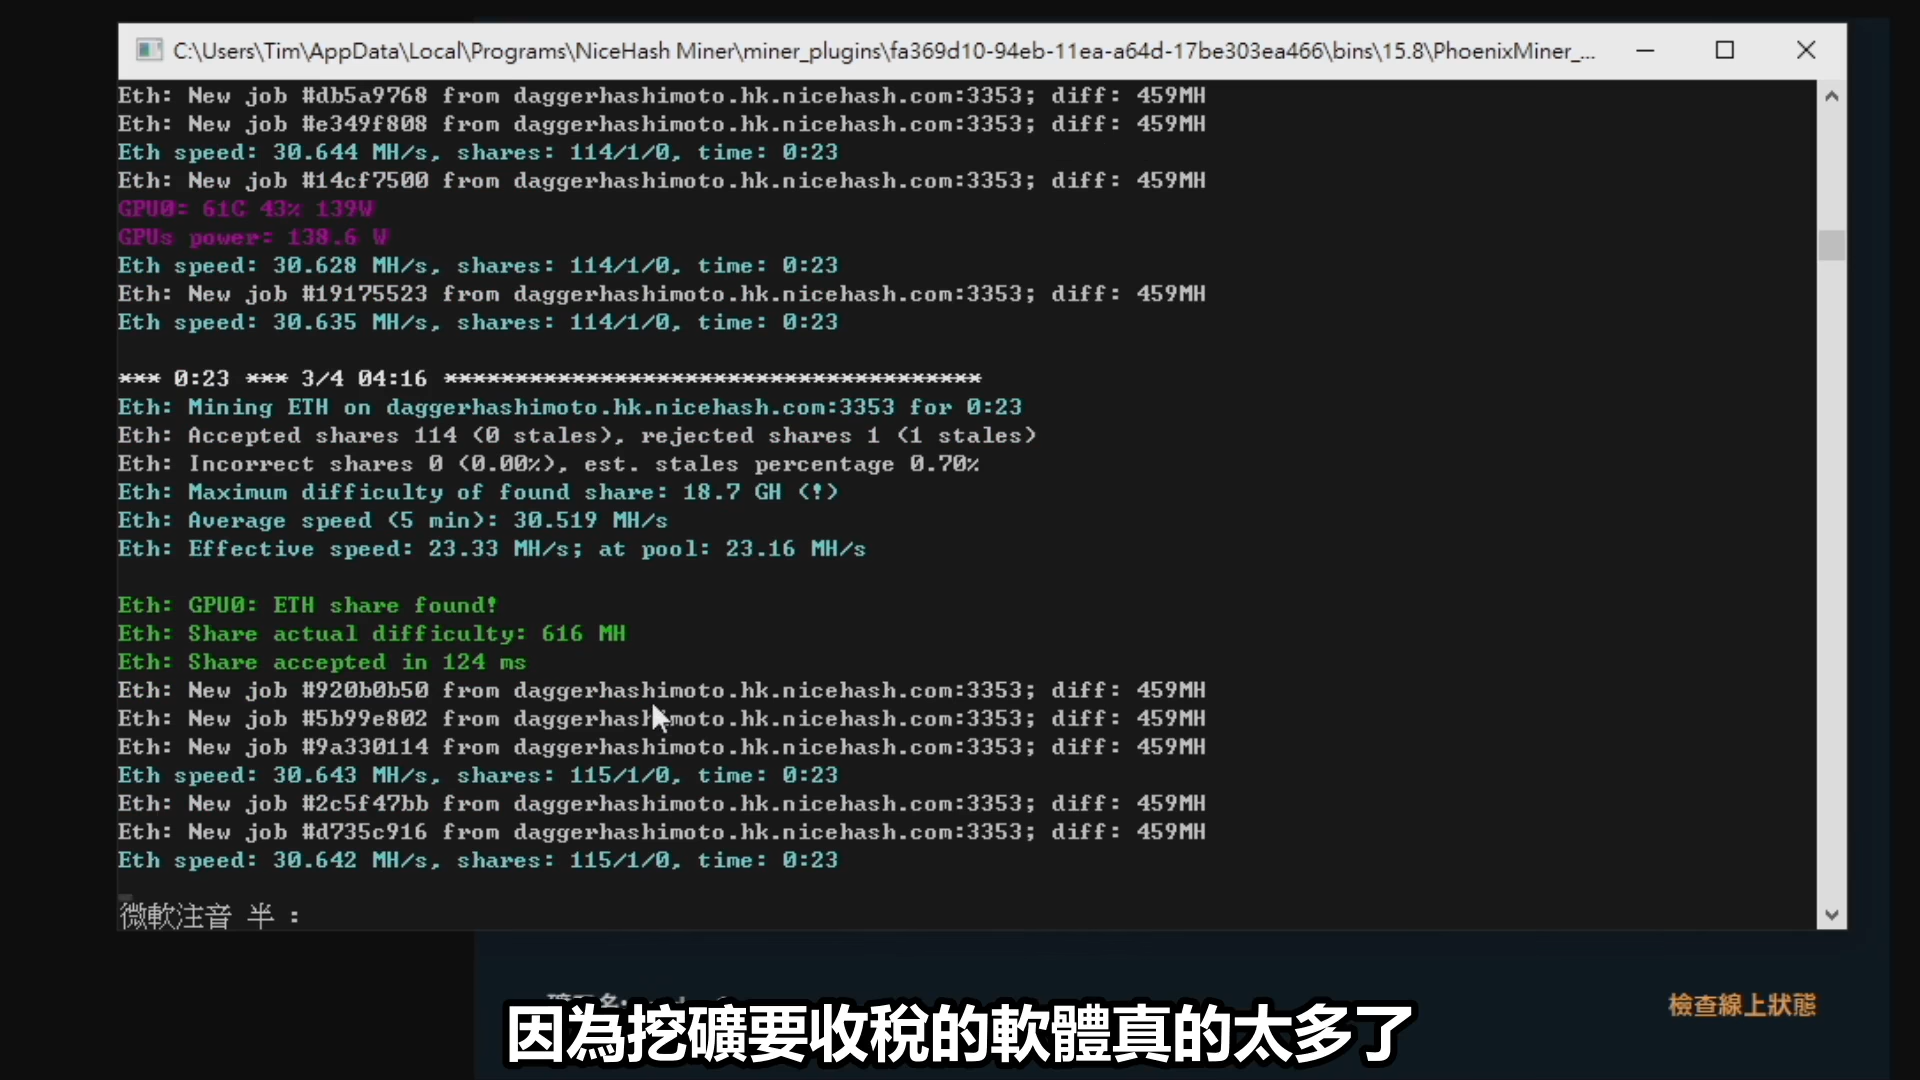 C:\Users\Tim\AppData\Local\Programs\NiceHash Miner\miner_plugins\fa369d10-94eb-11ea-a64d-17be303ea466\bins\15.8\PhoenixMiner_...
Eth: New job #db5a9768 from daggerhashimoto.hk.nicehash.com:3353; diff: 459MH
Eth: New job #e349f808 from daggerhashimoto.hk.nicehash.com:3353; diff: 459MH
Eth speed: 30.644 MH/s, shares: 114/1/0, time: 0:23
Eth: New job #14cf7500 from daggerhashimoto.hk.nicehash.com:3353; diff: 459MH
GPU0: 61C 43% 139W
GPUs power: 138.6 W
Eth speed: 30.628 MH/s, shares: 114/1/0, time: 0:23
Eth: New job #19175523 from daggerhashimoto.hk.nicehash.com:3353; diff: 459MH
Eth speed: 30.635 MH/s, shares: 114/1/0, time: 0:23
*** 0:23 *** 3/4 04:16 **************************************
Eth: Mining ETH on daggerhashimoto.hk.nicehash.com:3353 for 0:23
Eth: Accepted shares 114 (0 stales), rejected shares 1 (1 stales)
Eth: Incorrect shares 0 (0.00%), est. stales percentage 0.70%
Eth: Maximum difficulty of found share: 18.7 GH (!)
Eth: Average speed (5 min): 30.519 MH/s
Eth: Effective speed: 23.33 MH/s; at pool: 23.16 MH/s
Eth: GPU0: ETH share found!
Eth: Share actual difficulty: 616 MH
Eth: Share accepted in 124 ms
Eth: New job #920b0b50 from daggerhashimoto.hk.nicehash.com:3353; diff: 459MH
Eth: New job #5b99e802 from daggerhashimoto.hk.nicehash.com:3353; diff: 459MH
Eth: New job #9a330114 from daggerhashimoto.hk.nicehash.com:3353; diff: 459MH
Eth speed: 30.643 MH/s, shares: 115/1/0, time: 0:23
Eth: New job #2c5f47bb from daggerhashimoto.hk.nicehash.com:3353; diff: 459MH
Eth: New job #d735c916 from daggerhashimoto.hk.nicehash.com:3353; diff: 459MH
Eth speed: 30.642 MH/s, shares: 115/1/0, time: 0:23
微軟注音 半 :
檢查線上狀態
因為挖礦要收稅的軟體真的太多了